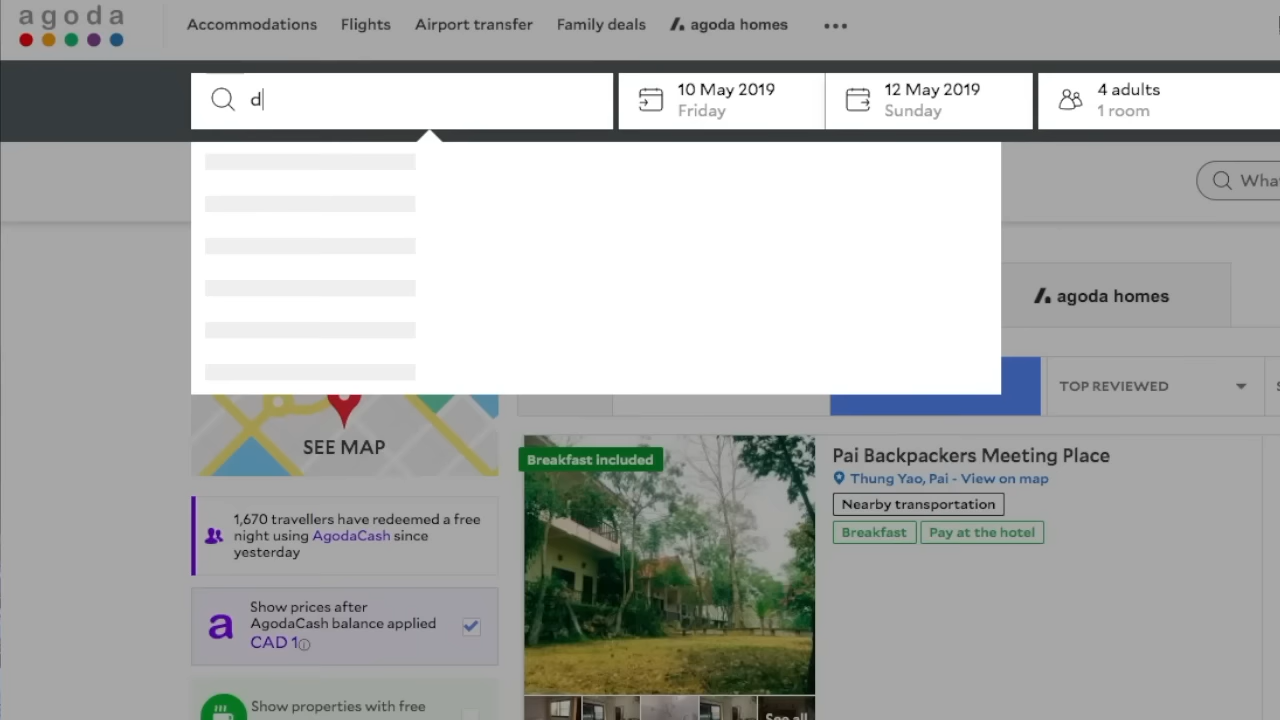 agoda
Accommodations
Flights
Airport transfer
Family deals
agoda homes
d
10 May 2019
Friday
12 May 2019
Sunday
4 adults
1 room
agoda homes
TOP REVIEWED
SEE MAP
Breakfast included
Pai Backpackers Meeting Place
Thung Yao, Pai - View on map
Nearby transportation
Breakfast
Pay at the hotel
1,670 travellers have redeemed a free
night using AgodaCash since
yesterday
Show prices after
AgodaCash balance applied
CAD 1
Show properties with free
See all